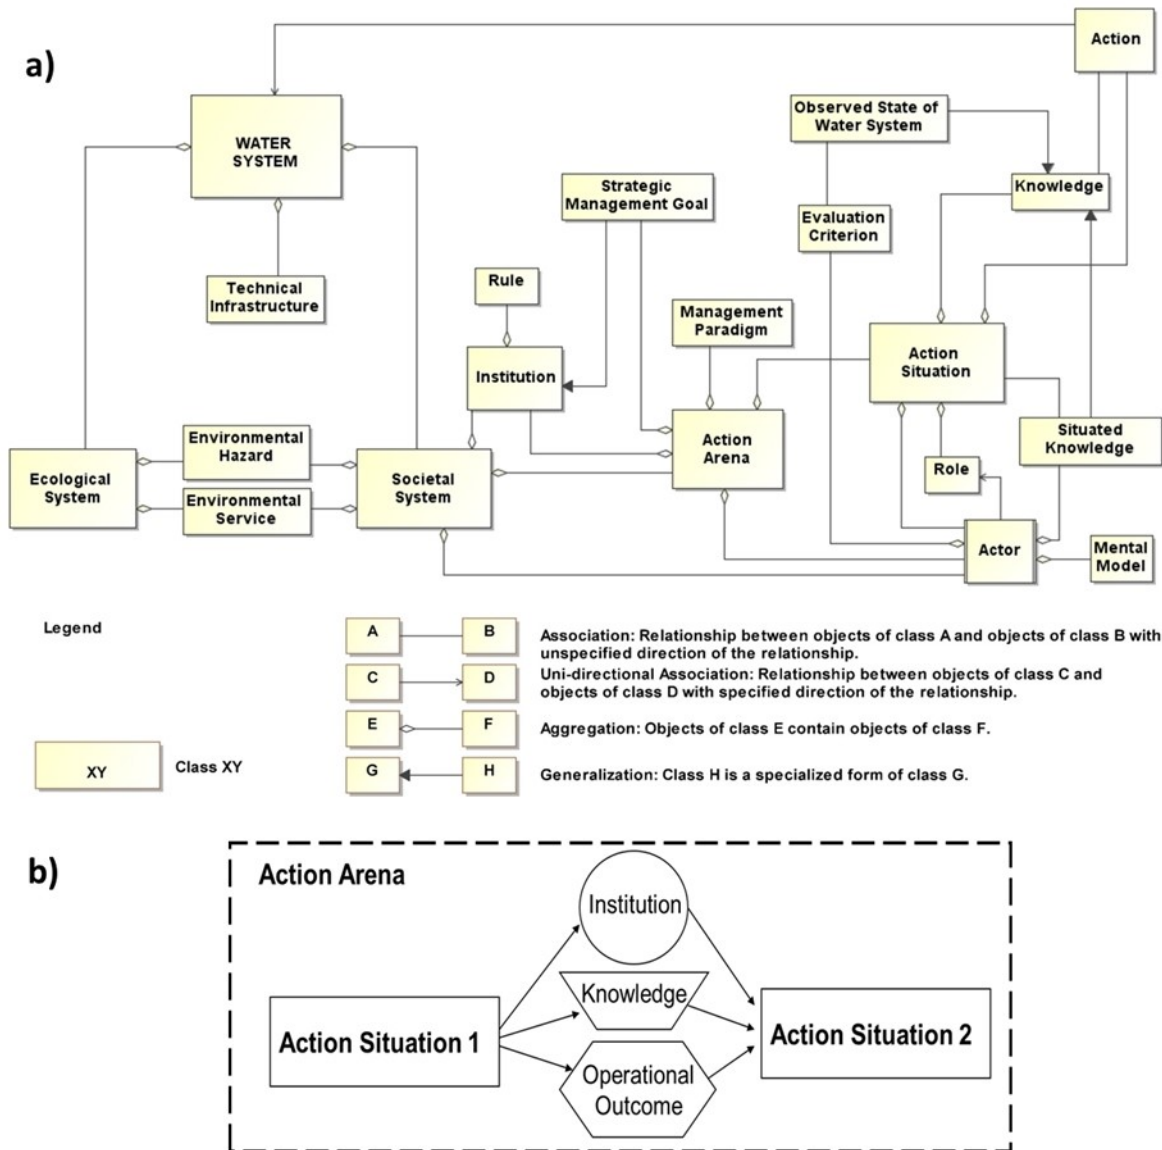 a)
Action
WATER
SYSTEM
Observed State of
Water System
Strategic
Management Goal
Knowledge
Evaluation
Criterion
Technical
Infrastructure
Rule
Management
Paradigm
Institution
Action
Situation
Environmental
Hazard
Ecological
System
Environmental
Service
Societal
System
Action
Arena
Situated
Knowledge
Role
Actor
Mental
Model
Legend
XY
Class XY
A
B
Association: Relationship between objects of class A and objects of class B with
unspecified direction of the relationship.
C
D
Uni-directional Association: Relationship between objects of class C and
objects of class D with specified direction of the relationship.
E
F
Aggregation: Objects of class E contain objects of class F.
G
H
Generalization: Class H is a specialized form of class G.
b)
Action Arena
Institution
Knowledge
Action Situation 1
Action Situation 2
Operational
Outcome